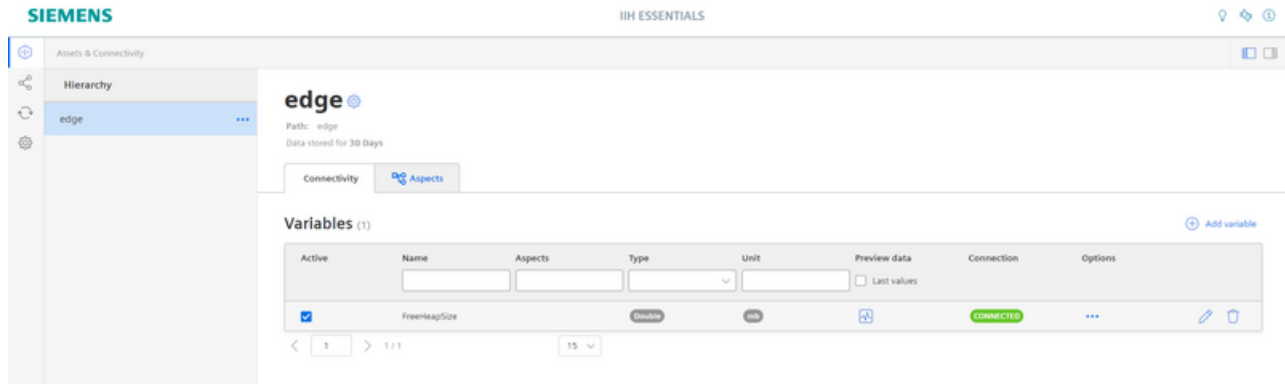 SIEMENS
IIH ESSENTIALS
Assets & Connectivity
Hierarchy
edge
edge
Path: edge
Data stored for 30 Days
Connectivity
Aspects
Variables (1)
Add variable
Active Name Aspects Type Unit Preview data Connection Options
Last values
FreeHeapSize Double mb CONNECTED
1 1 / 1 15